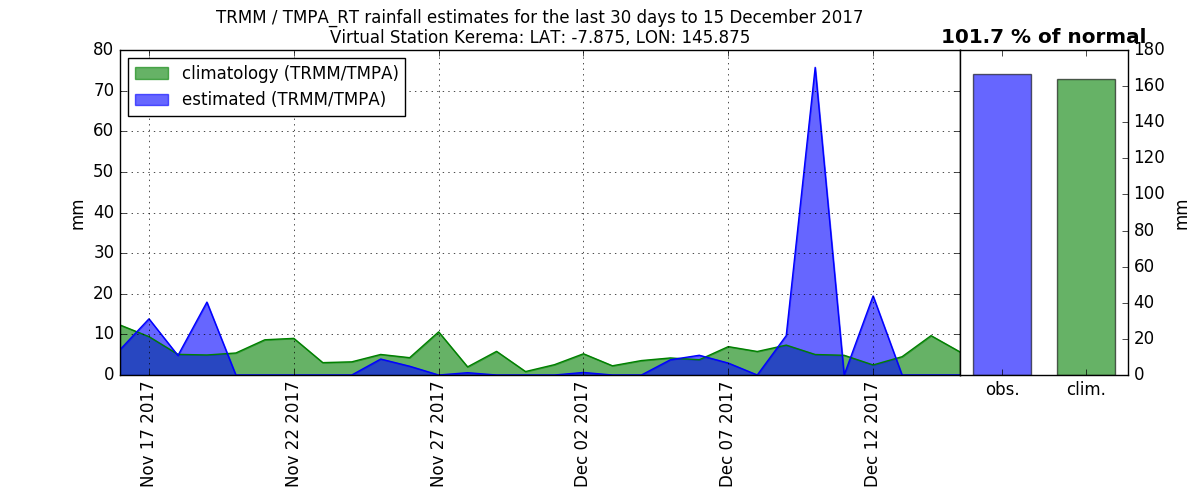 TRMM / TMPA_RT rainfall estimates for the last 30 days to 15 December 2017
Virtual Station Kerema: LAT: -7.875, LON: 145.875
101.7 % of normal
climatology (TRMM/TMPA)
estimated (TRMM/TMPA)
mm
80
70
60
50
40
30
20
10
0
Nov 17 2017
Nov 22 2017
Nov 27 2017
Dec 02 2017
Dec 07 2017
Dec 12 2017
obs.
clim.
180
160
140
120
100
80
60
40
20
0
mm